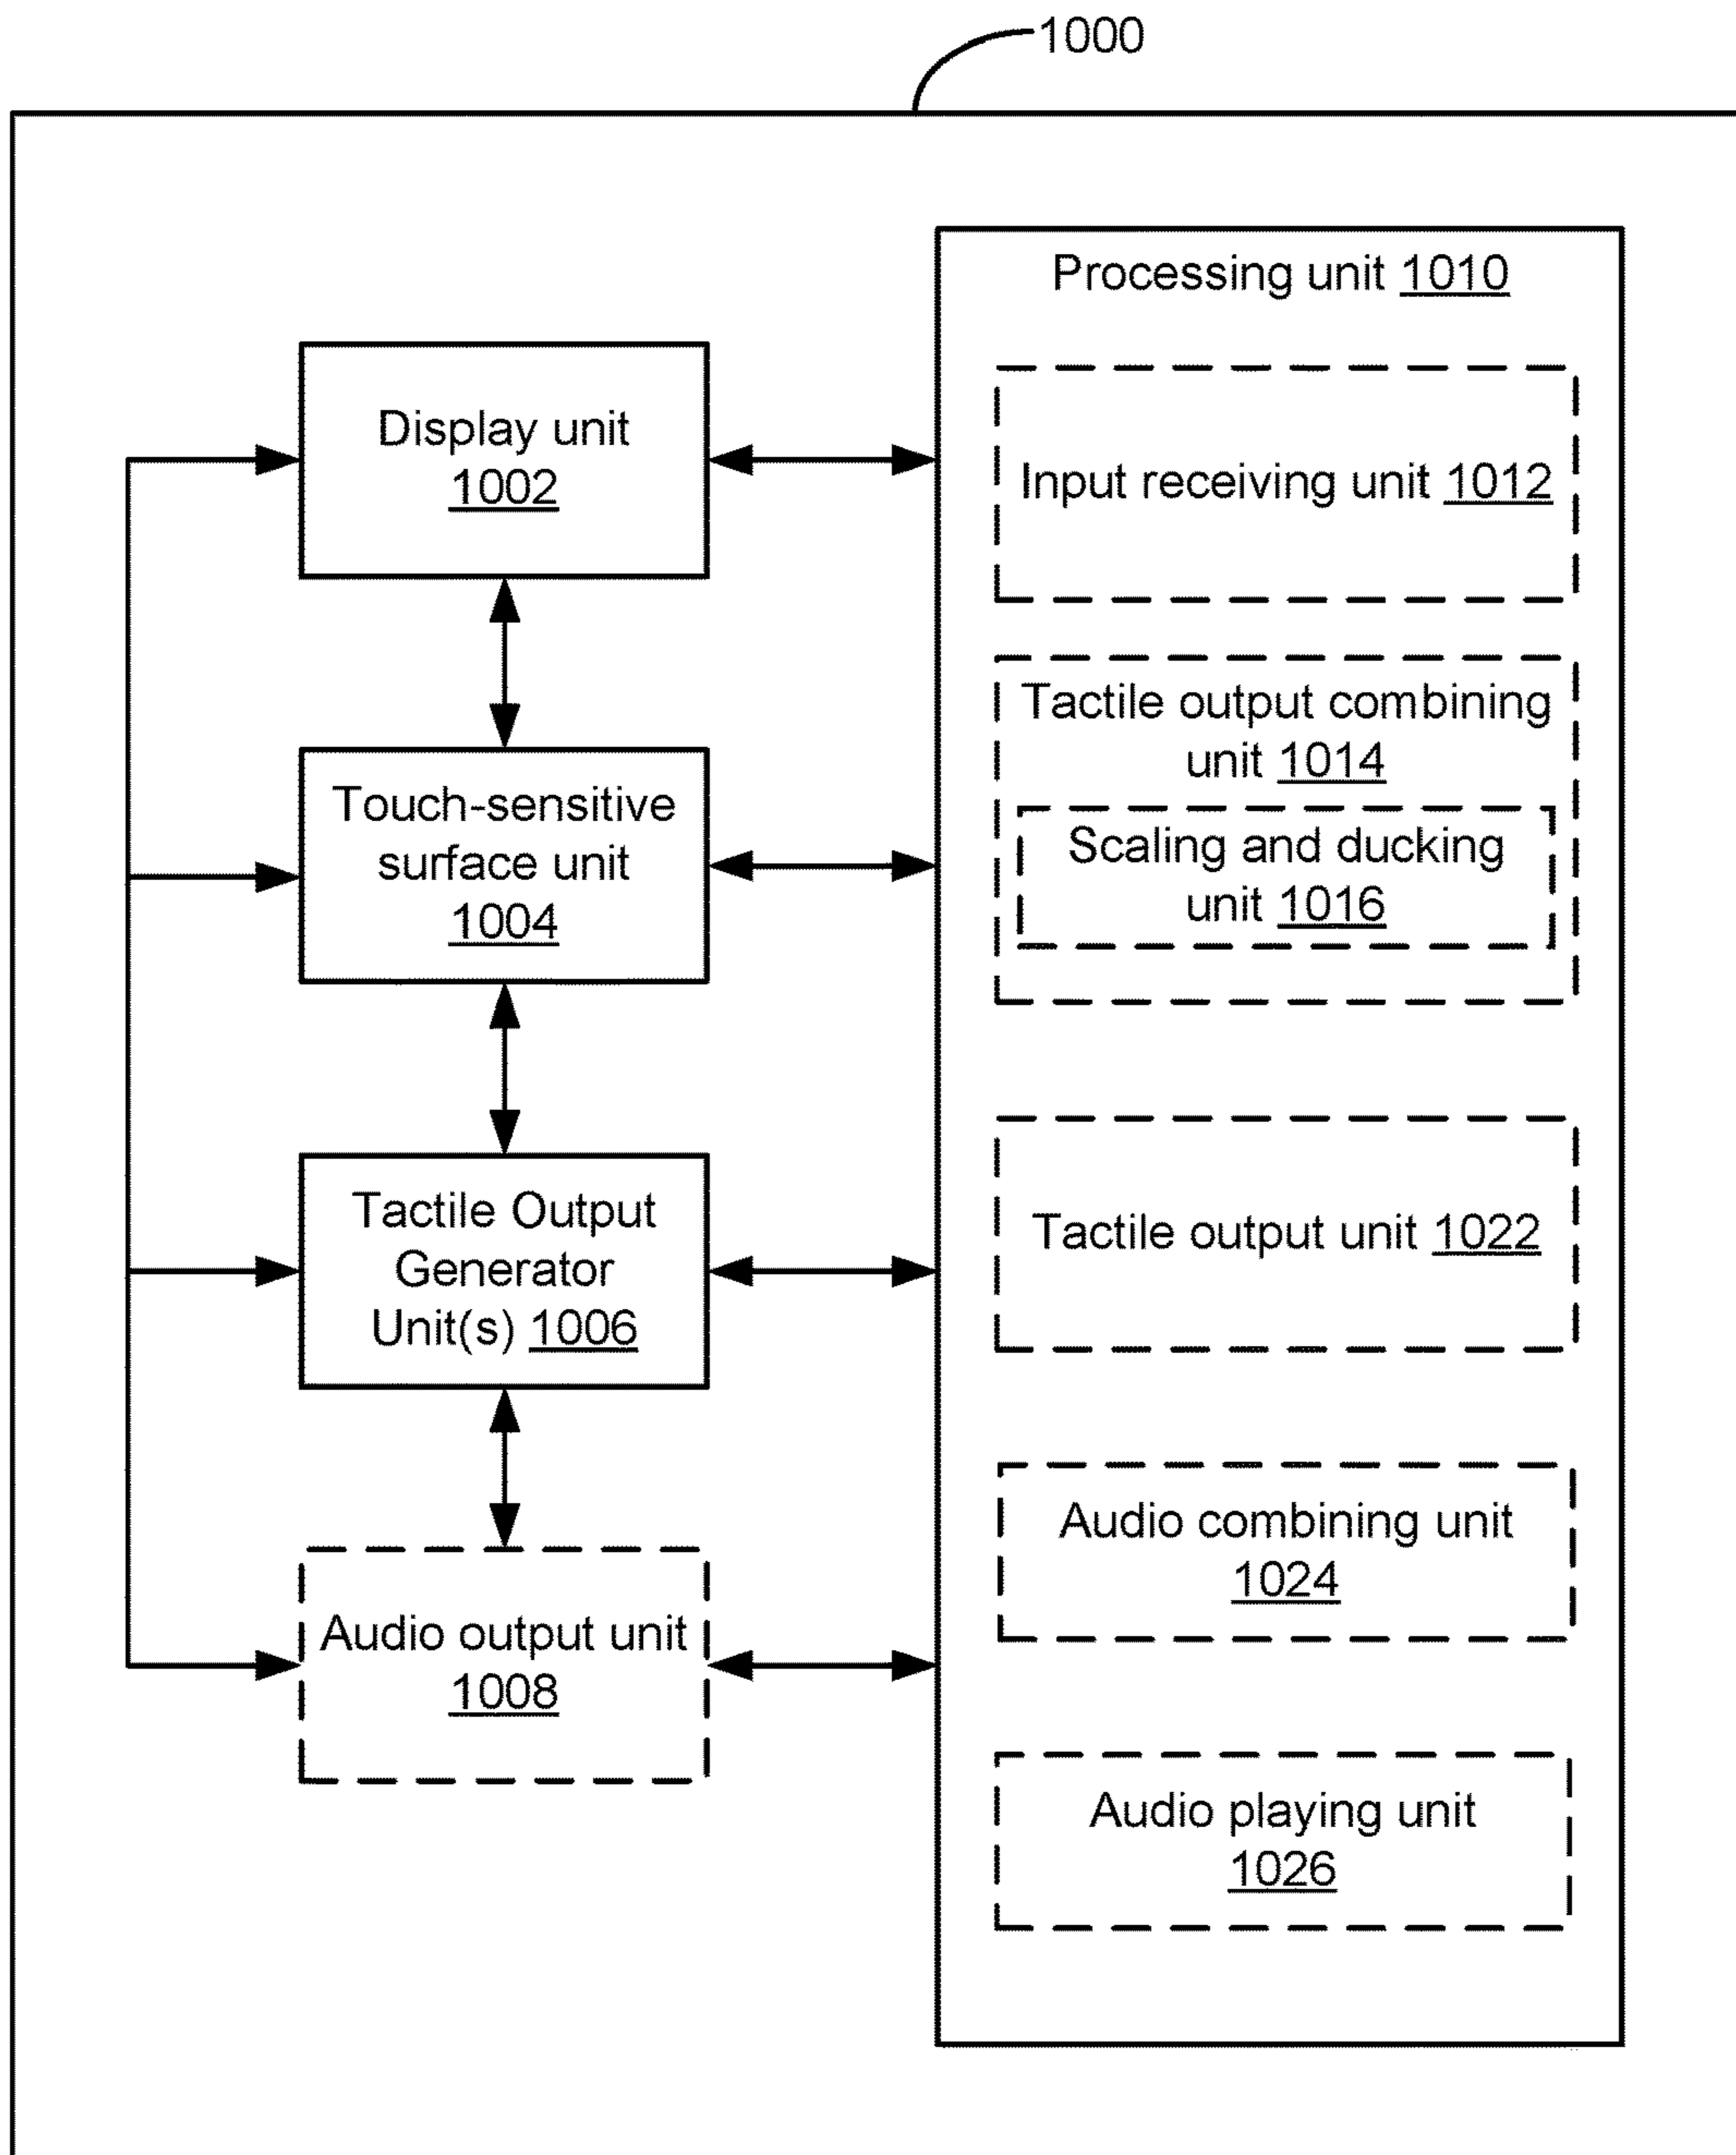 1000
Processing unit 1010
Display unit
1002
Input receiving unit 1012
Tactile output combining
unit 1014
Touch-sensitive
surface unit
1004
Scaling and ducking
unit 1016
Tactile Output
Generator
Unit(s) 1006
Tactile output unit 1022
Audio combining unit
1024
Audio output unit
1008
Audio playing unit
1026